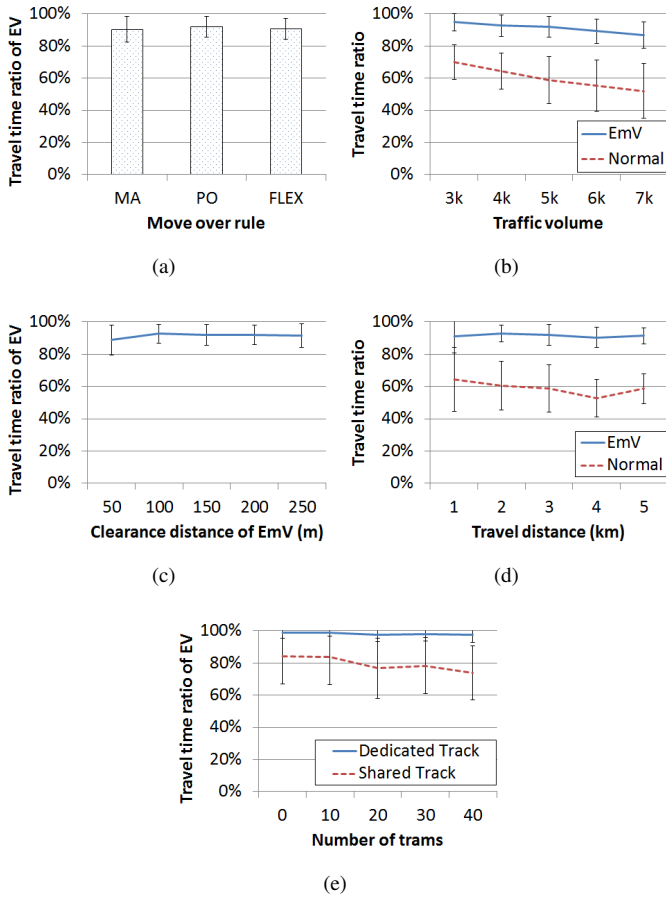 100%
80%
60%
40%
20%
0%
Travel time ratio of EV
MA PO FLEX
Move over rule
(a)
100%
80%
60%
40%
20%
0%
Travel time ratio
EmV
Normal
3k 4k 5k 6k 7k
Traffic volume
(b)
100%
80%
60%
40%
20%
0%
Travel time ratio of EV
50 100 150 200 250
Clearance distance of EmV (m)
(c)
100%
80%
60%
40%
20%
0%
Travel time ratio
EmV
Normal
1 2 3 4 5
Travel distance (km)
(d)
100%
80%
60%
40%
20%
0%
Travel time ratio of EV
Dedicated Track
Shared Track
0 10 20 30 40
Number of trams
(e)